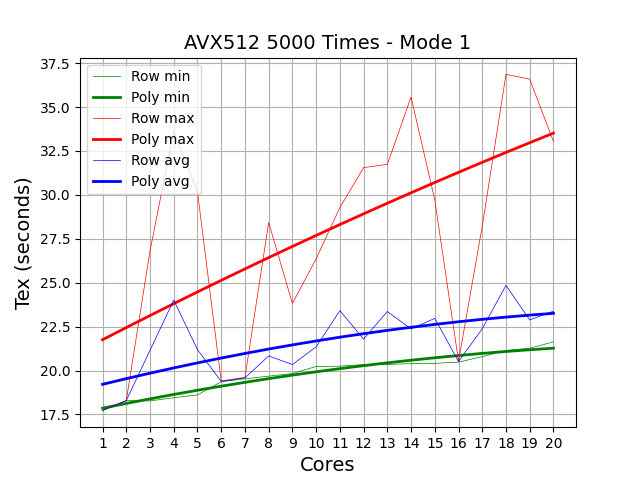 AVX512 5000 Times - Mode 1
Row min
Poly min
Row max
Poly max
Row avg
Poly avg
Tex (seconds)
37.5
35.0
32.5
30.0
27.5
25.0
22.5
20.0
17.5
1 2 3 4 5 6 7 8 9 10 11 12 13 14 15 16 17 18 19 20
Cores